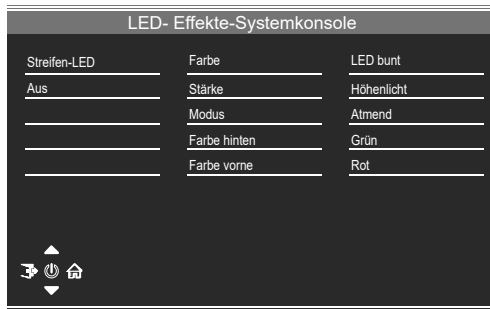 LED- Effekte-Systemkonsole
Streifen-LED
Aus
Farbe
Stärke
Modus
Farbe hinten
Farbe vorne
LED bunt
Höhenlicht
Atmend
Grün
Rot